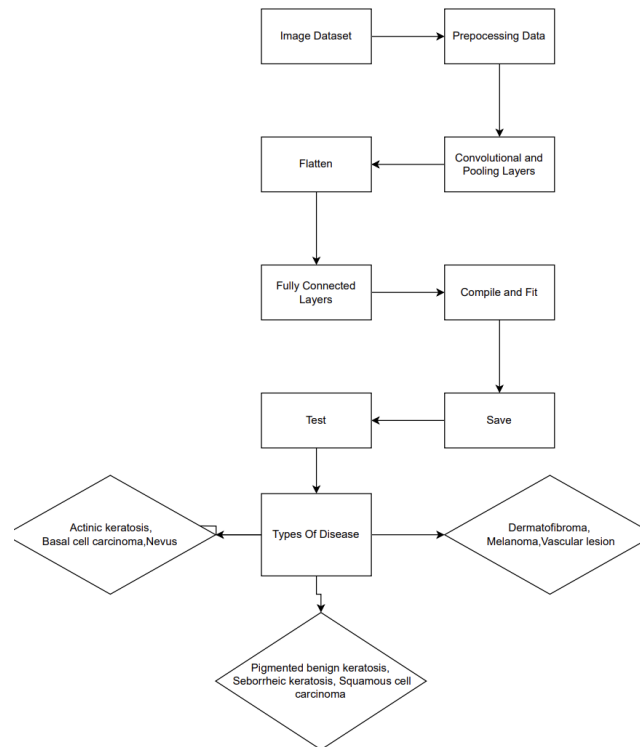 Image Dataset
Prepocessing Data
Convolutional and
Pooling Layers
Flatten
Fully Connected
Layers
Compile and Fit
Test
Save
Actinic keratosis,
Basal cell carcinoma,Nevus
Types Of Disease
Dermatofibroma,
Melanoma,Vascular lesion
Pigmented benign keratosis,
Seborrheic keratosis, Squamous cell
carcinoma